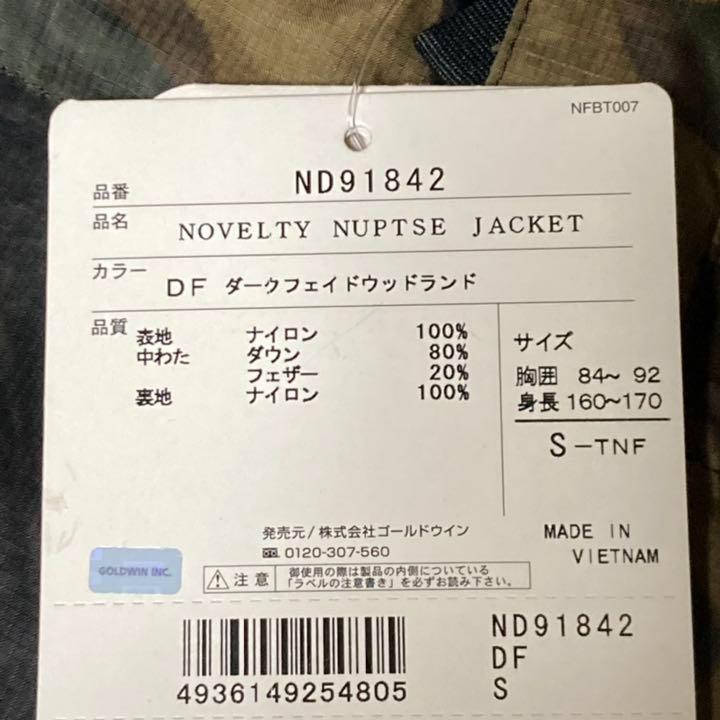 NFBT007
品番 ND91842
品名 NOVELTY NUPTSE JACKET
カラー DF ダークフェイドウッドランド
品質 表地 ナイロン 100%
中わた ダウン 80%
フェザー 20%
裏地 ナイロン 100%
サイズ
胸囲 84~ 92
身長 160~170
S-TNF
発売元/株式会社ゴールドウイン
0120-307-560
MADE IN
VIETNAM
GOLDWIN INC.
注意 御使用の際は製品の内側についている
「ラベルの注意書き」を必ずお読み下さい。
4936149254805
ND91842
DF
S